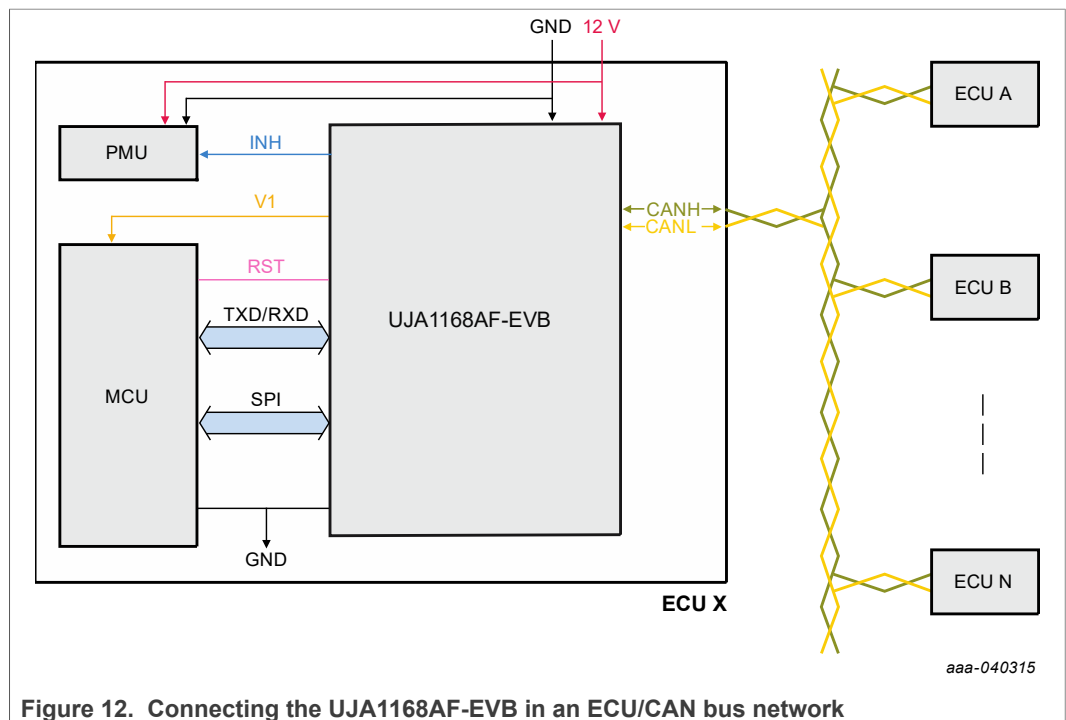 GND 12 V
ECU A
PMU
INH
V1
CANH
CANL
RST
UJA1168AF-EVB
ECU B
TXD/RXD
MCU
SPI
GND
ECU N
ECU X
aaa-040315
Figure 12. Connecting the UJA1168AF-EVB in an ECU/CAN bus network